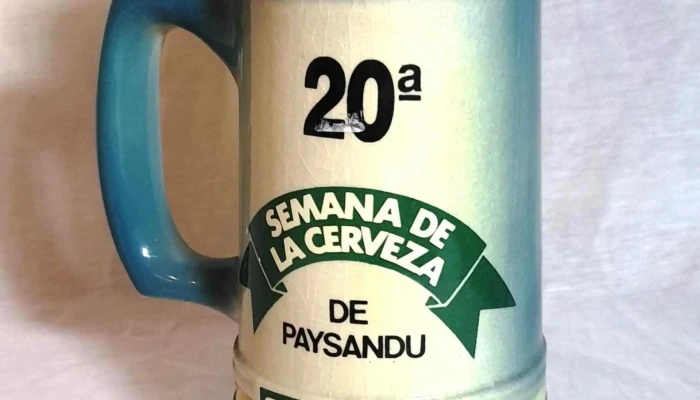 20ª
SEMANA DE
LA CERVEZA
DE
PAYSANDU